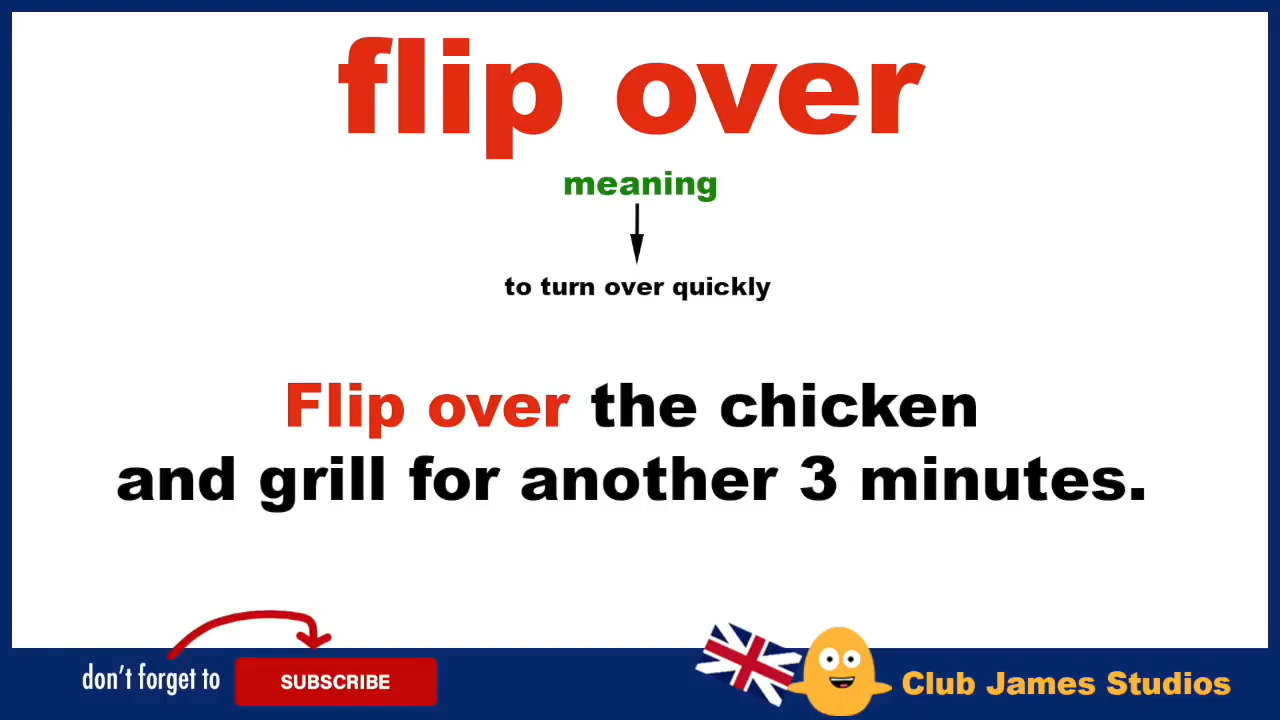 flip over
meaning
to turn over quickly
Flip over the chicken
and grill for another 3 minutes.
don't forget to
SUBSCRIBE
Club James Studios